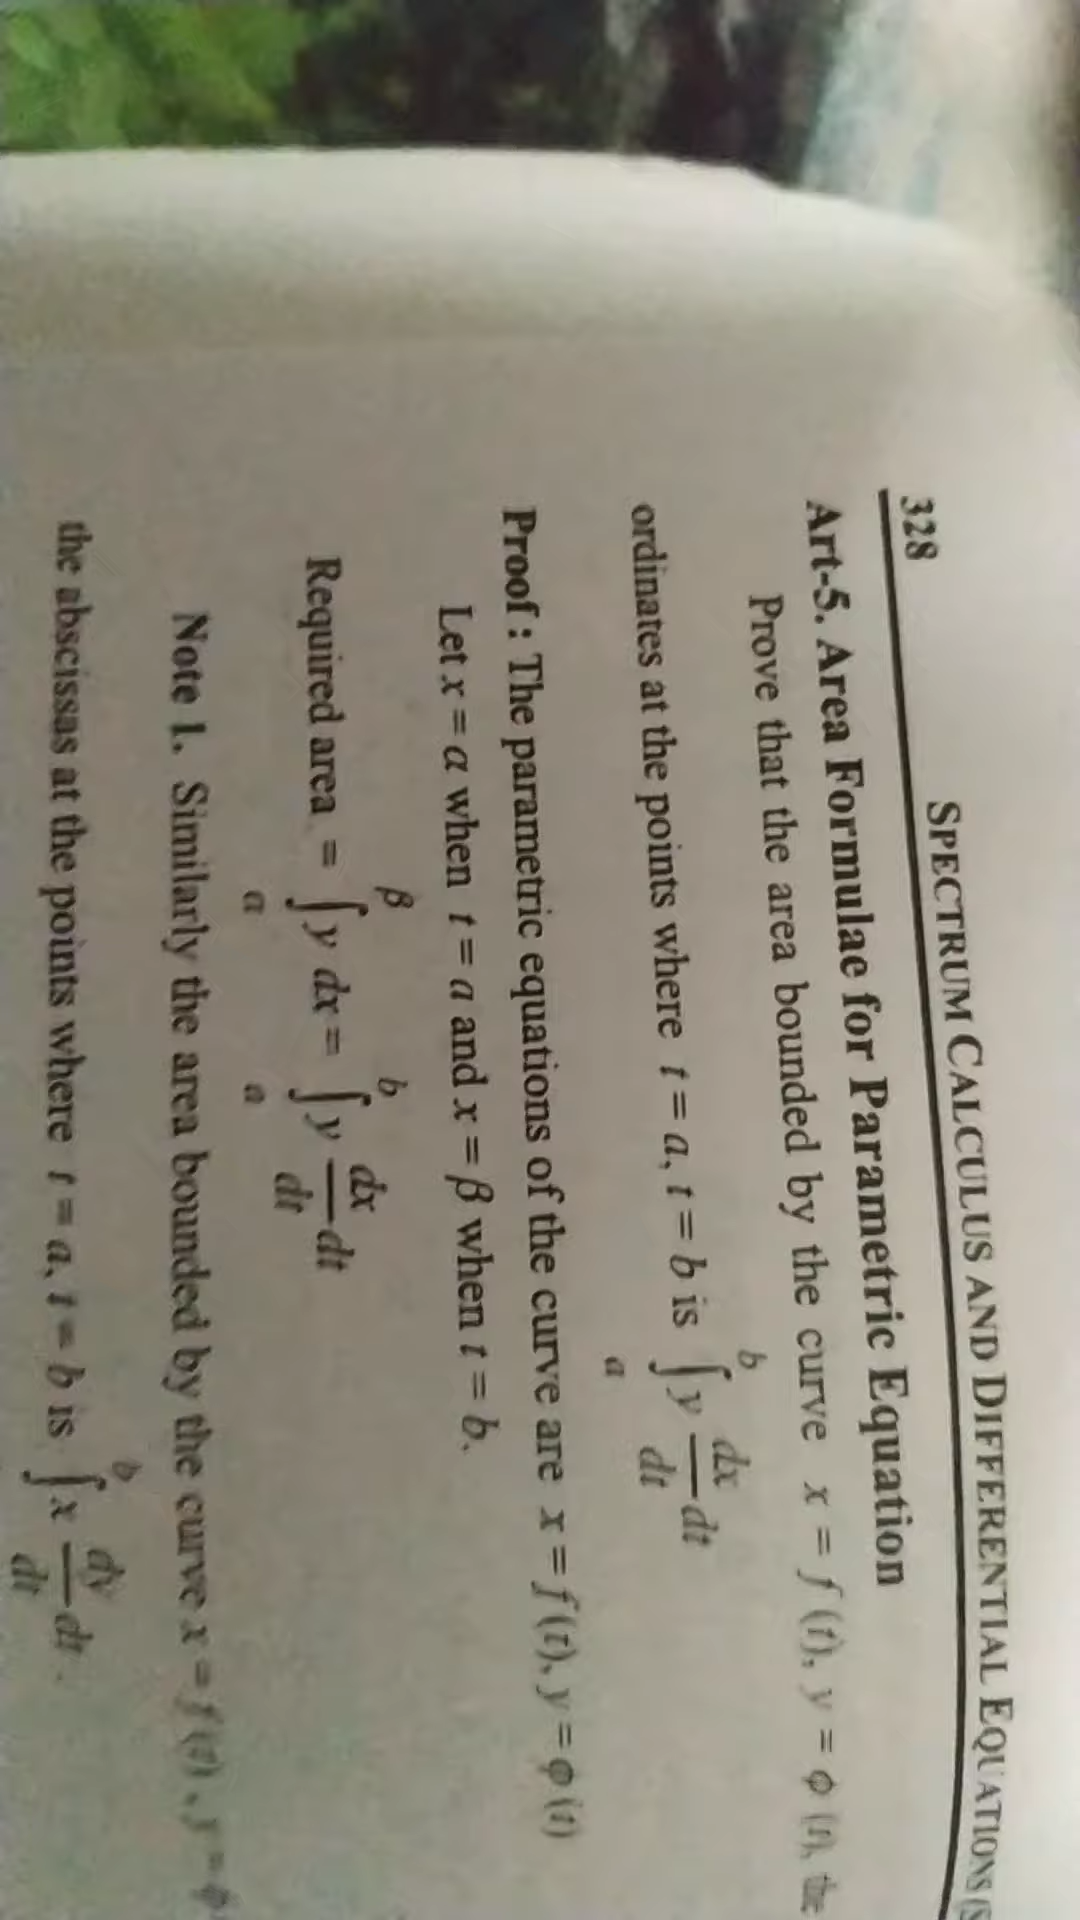 328 SPECTRUM CALCULUS AND DIFFERENTIAL EQUATIONS (S
Art-5. Area Formulae for Parametric Equation
Prove that the area bounded by the curve x = f (t), y = φ (t), the
ordinates at the points where t = a, t = b is ∫_a^b y dx/dt dt
Proof : The parametric equations of the curve are x = f (t), y = φ (t)
Let x = α when t = a and x = β when t = b.
Required area = ∫_α^β y dx = ∫_a^b y dx/dt dt
Note 1. Similarly the area bounded by the curve x = f (t), y = φ
the abscissas at the points where t = a, t = b is ∫_a^b x dy/dt dt.